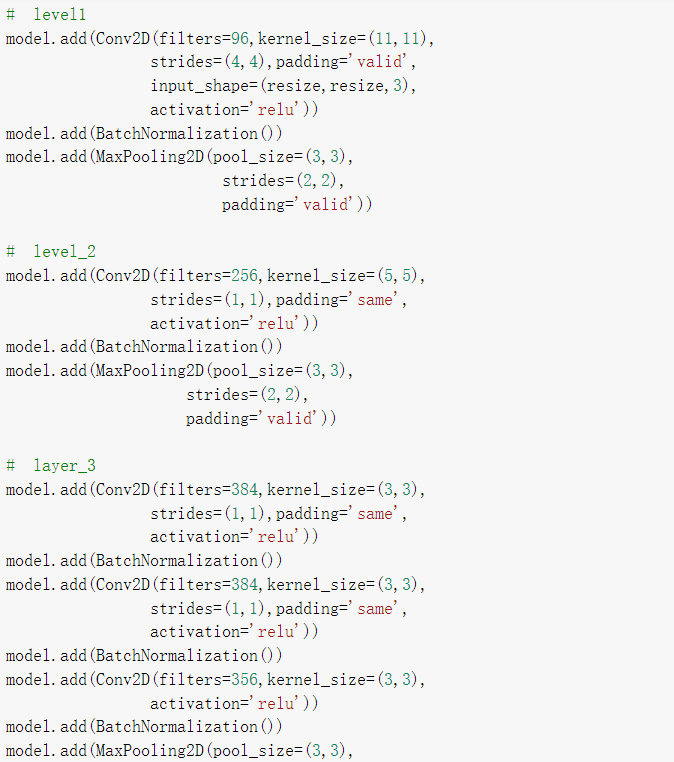 #  level1
model.add(Conv2D(filters=96,kernel_size=(11,11),
                strides=(4,4),padding='valid',
                input_shape=(resize,resize,3),
                activation='relu'))
model.add(BatchNormalization())
model.add(MaxPooling2D(pool_size=(3,3),
                        strides=(2,2),
                        padding='valid'))
#  level_2
model.add(Conv2D(filters=256,kernel_size=(5,5),
                strides=(1,1),padding='same',
                activation='relu'))
model.add(BatchNormalization())
model.add(MaxPooling2D(pool_size=(3,3),
                    strides=(2,2),
                    padding='valid'))
#  layer_3
model.add(Conv2D(filters=384,kernel_size=(3,3),
                strides=(1,1),padding='same',
                activation='relu'))
model.add(BatchNormalization())
model.add(Conv2D(filters=384,kernel_size=(3,3),
                strides=(1,1),padding='same',
                activation='relu'))
model.add(BatchNormalization())
model.add(Conv2D(filters=356,kernel_size=(3,3),
                activation='relu'))
model.add(BatchNormalization())
model.add(MaxPooling2D(pool_size=(3,3),